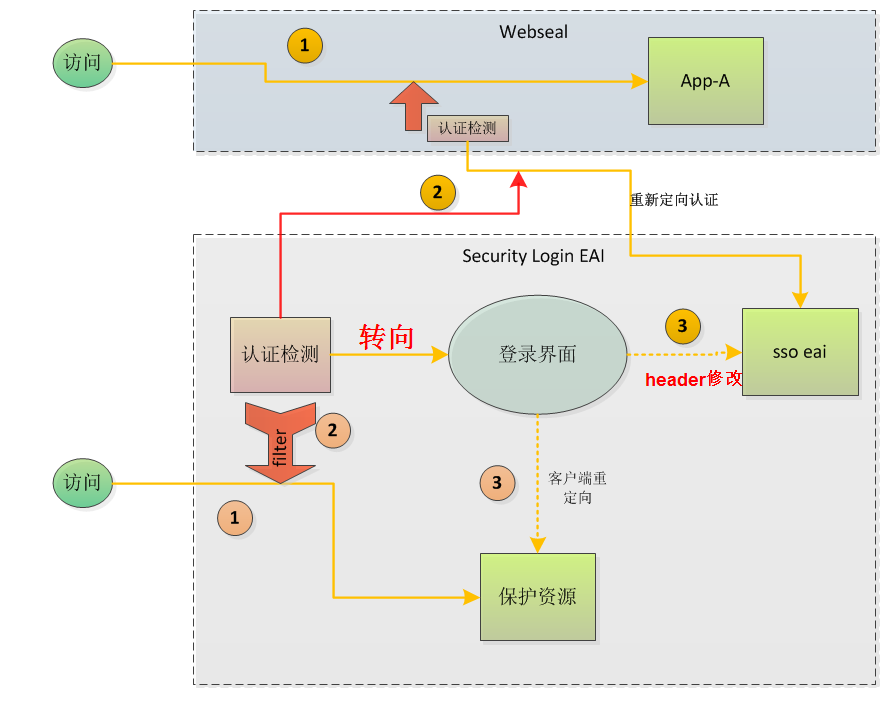 Webseal
1
访问
App-A
认证检测
2
重新定向认证
Security Login EAI
3
认证检测
转向
登录界面
sso eai
header修改
2
filter
访问
3
客户端重
定向
1
保护资源